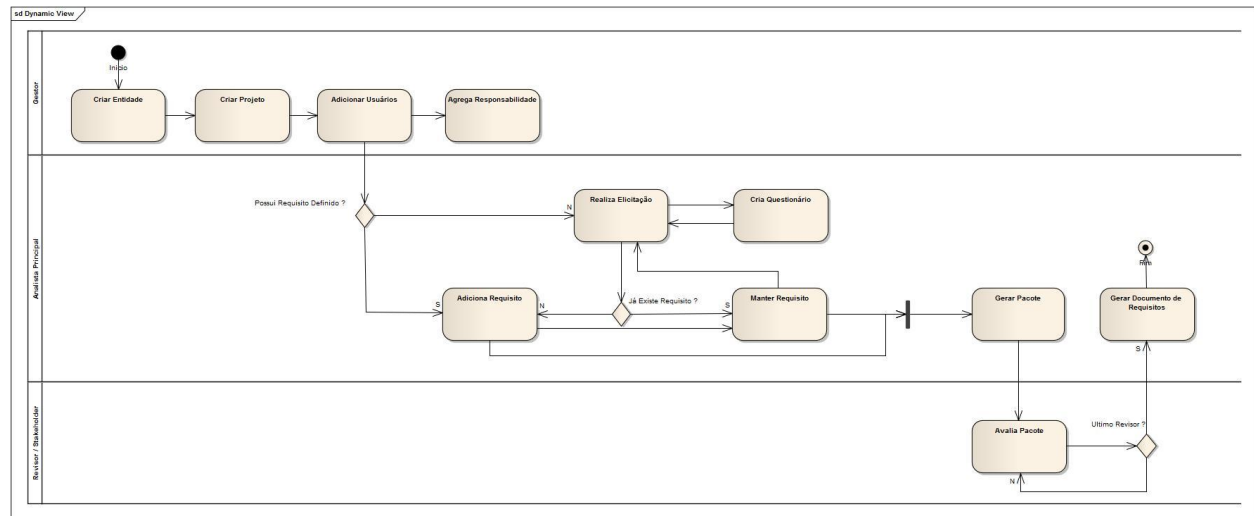 sd Dynamic View
Gestor
Início
Criar Entidade
Criar Projeto
Adicionar Usuários
Agrega Responsabilidade
Analista Principal
Possui Requisito Definido ?
N
Realiza Elicitação
Cria Questionário
S
Adiciona Requisito
N
Já Existe Requisito ?
S
Manter Requisito
Gerar Pacote
Fim
Gerar Documento de
Requisitos
S
Revisor / Stakeholder
Avalia Pacote
Ultimo Revisor ?
N